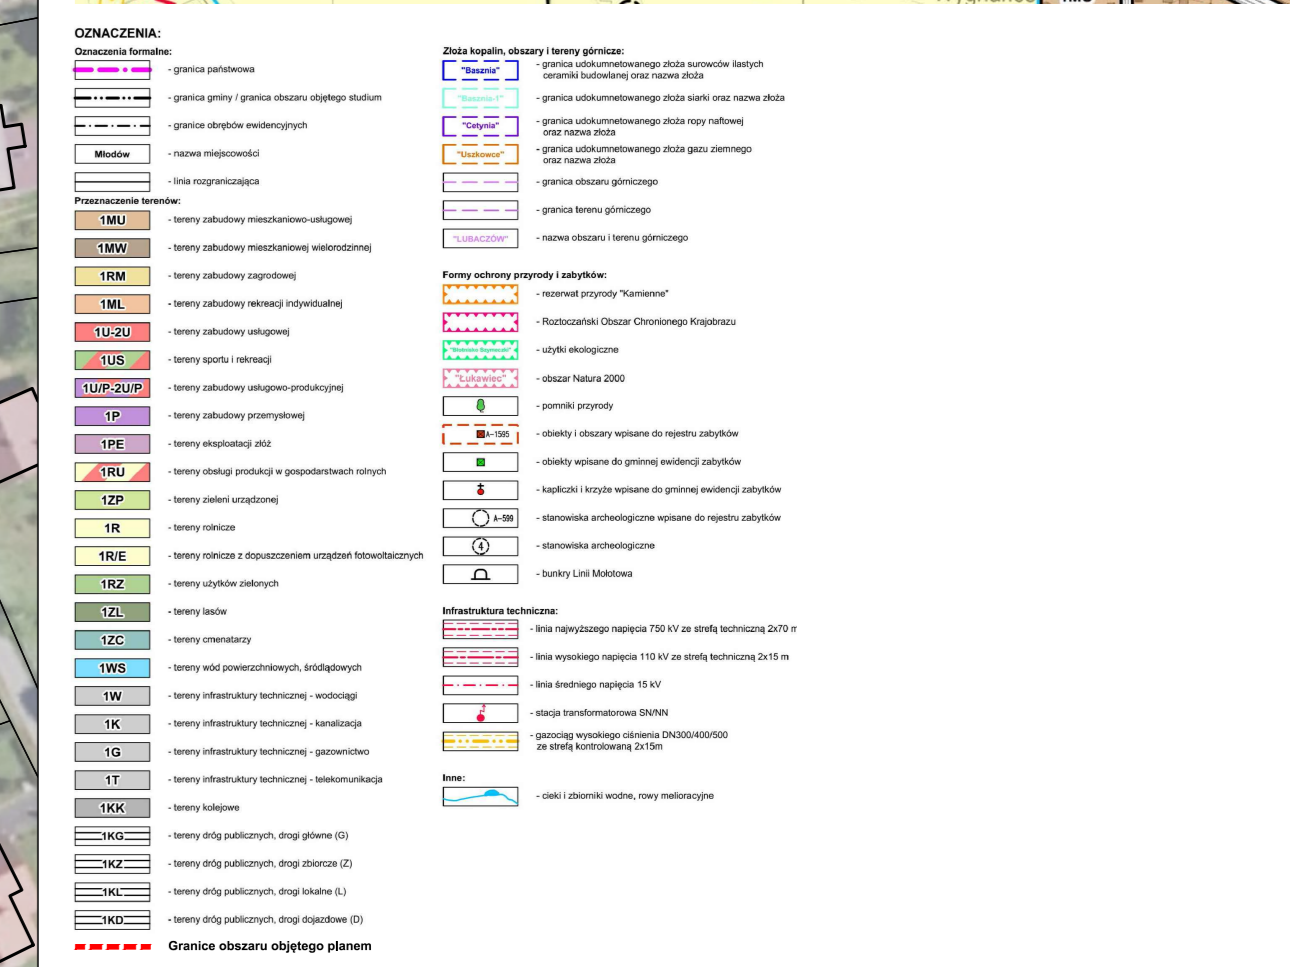 OZNACZENIA:
Oznaczenia formalne:
- granica państwowa
- granica gminy / granica obszaru objętego studium
- granice obrębów ewidencyjnych
Młodów - nazwa miejscowości
- linia rozgraniczająca
Przeznaczenie terenów:
1MU - tereny zabudowy mieszkaniowo-usługowej
1MW - tereny zabudowy mieszkaniowej wielorodzinnej
1RM - tereny zabudowy zagrodowej
1ML - tereny zabudowy rekreacji indywidualnej
1U-2U - tereny zabudowy usługowej
1US - tereny sportu i rekreacji
1U/P-2U/P - tereny zabudowy usługowo-produkcyjnej
1P - tereny zabudowy przemysłowej
1PE - tereny eksploatacji złóż
1RU - tereny obsługi produkcji w gospodarstwach rolnych
1ZP - tereny zieleni urządzonej
1R - tereny rolnicze
1R/E - tereny rolnicze z dopuszczeniem urządzeń fotowoltaicznych
1RZ - tereny użytków zielonych
1ZL - tereny lasów
1ZC - tereny cmenatarzy
1WS - tereny wód powierzchniowych, śródlądowych
1W - tereny infrastruktury technicznej - wodociągi
1K - tereny infrastruktury technicznej - kanalizacja
1G - tereny infrastruktury technicznej - gazownictwo
1T - tereny infrastruktury technicznej - telekomunikacja
1KK - tereny kolejowe
1KG - tereny dróg publicznych, drogi główne (G)
1KZ - tereny dróg publicznych, drogi zbiorcze (Z)
1KL - tereny dróg publicznych, drogi lokalne (L)
1KD - tereny dróg publicznych, drogi dojazdowe (D)
Granice obszaru objętego planem
Złoża kopalin, obszary i tereny górnicze:
"Basznia" - granica udokumnetowanego złoża surowców ilastych
ceramiki budowlanej oraz nazwa złoża
"Basznia-1" - granica udokumnetowanego złoża siarki oraz nazwa złoża
"Cetynia" - granica udokumnetowanego złoża ropy naftowej
oraz nazwa złoża
"Uszkowce" - granica udokumnetowanego złoża gazu ziemnego
oraz nazwa złoża
- granica obszaru górniczego
- granica terenu górniczego
"LUBACZÓW" - nazwa obszaru i terenu górniczego
Formy ochrony przyrody i zabytków:
- rezerwat przyrody "Kamienne"
- Roztoczański Obszar Chronionego Krajobrazu
- użytki ekologiczne
"Łukawiec" - obszar Natura 2000
- pomniki przyrody
A-1595 - obiekty i obszary wpisane do rejestru zabytków
- obiekty wpisane do gminnej ewidencji zabytków
- kapliczki i krzyże wpisane do gminnej ewidencji zabytków
A-599 - stanowiska archeologiczne wpisane do rejestru zabytków
4 - stanowiska archeologiczne
- bunkry Linii Mołotowa
Infrastruktura techniczna:
- linia najwyższego napięcia 750 kV ze strefą techniczną 2x70 m
- linia wysokiego napięcia 110 kV ze strefą techniczną 2x15 m
- linia średniego napięcia 15 kV
- stacja transformatorowa SN/NN
- gazociąg wysokiego ciśnienia DN300/400/500
ze strefą kontrolowaną 2x15m
Inne:
- cieki i zbiorniki wodne, rowy melioracyjne